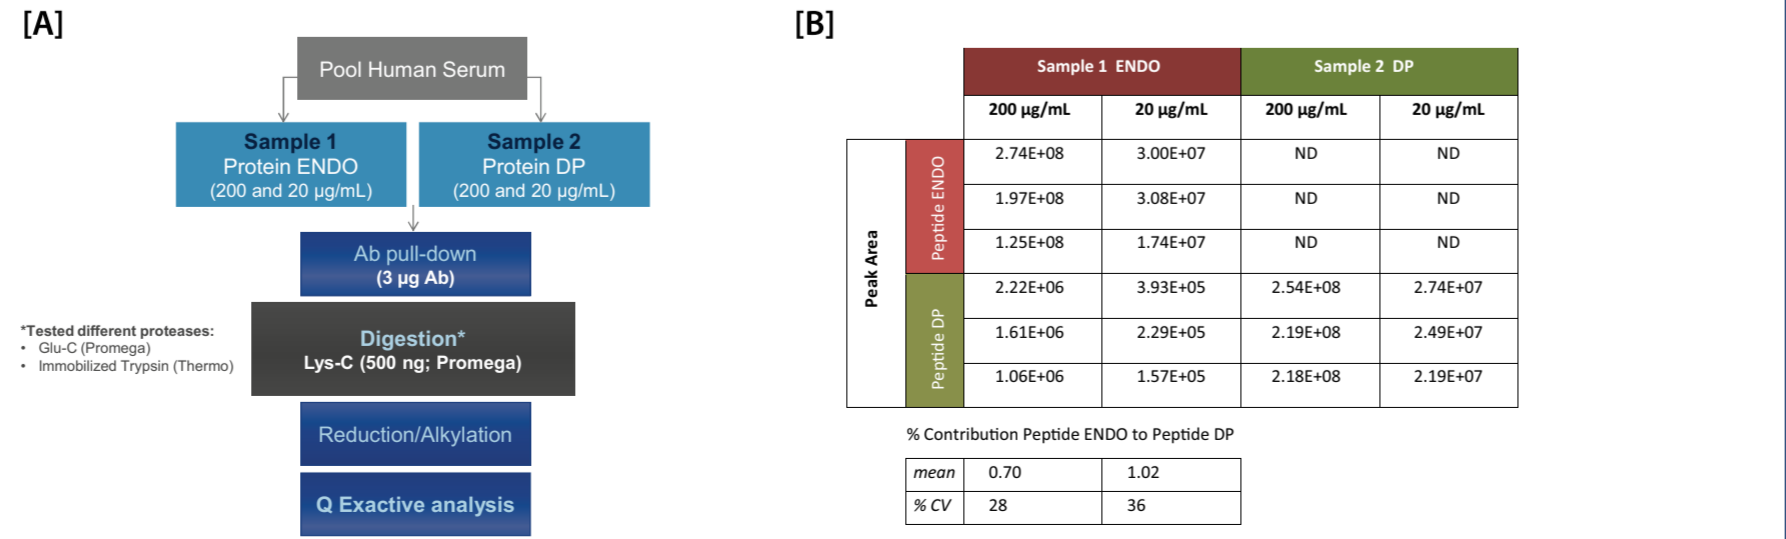 [A]
Pool Human Serum
Sample 1
Protein ENDO
(200 and 20 µg/mL)
Sample 2
Protein DP
(200 and 20 µg/mL)
Ab pull-down
(3 µg Ab)
*Tested different proteases:
• Glu-C (Promega)
• Immobilized Trypsin (Thermo)
Digestion*
Lys-C (500 ng; Promega)
Reduction/Alkylation
Q Exactive analysis
[B]
Sample 1 ENDO Sample 2 DP
200 µg/mL 20 µg/mL 200 µg/mL 20 µg/mL
Peak Area
Peptide ENDO
2.74E+08 3.00E+07 ND ND
1.97E+08 3.08E+07 ND ND
1.25E+08 1.74E+07 ND ND
Peptide DP
2.22E+06 3.93E+05 2.54E+08 2.74E+07
1.61E+06 2.29E+05 2.19E+08 2.49E+07
1.06E+06 1.57E+05 2.18E+08 2.19E+07
% Contribution Peptide ENDO to Peptide DP
mean 0.70 1.02
% CV 28 36